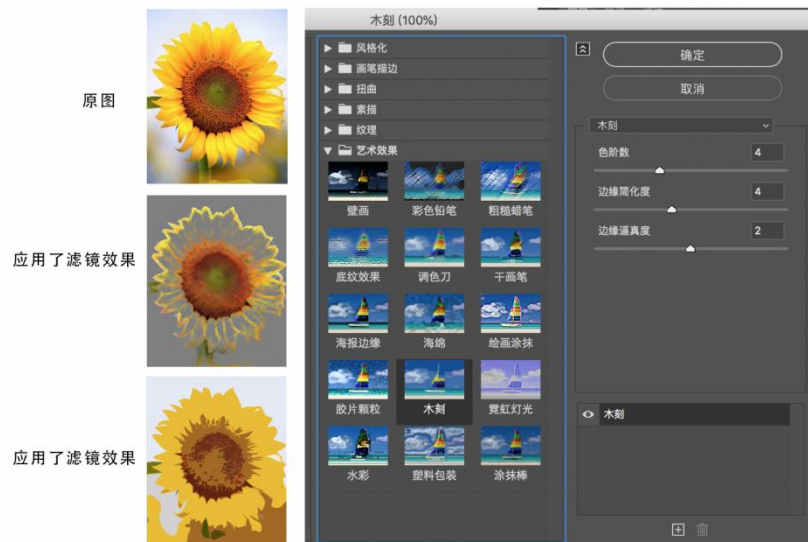 木刻 (100%)
原图
应用了滤镜效果
应用了滤镜效果
风格化
画笔描边
扭曲
素描
纹理
艺术效果
壁画 彩色铅笔 粗糙蜡笔
底纹效果 调色刀 干画笔
海报边缘 海绵 绘画涂抹
胶片颗粒 木刻 霓虹灯光
水彩 塑料包装 涂抹棒
确定
取消
木刻
色阶数 4
边缘简化度 4
边缘逼真度 2
木刻